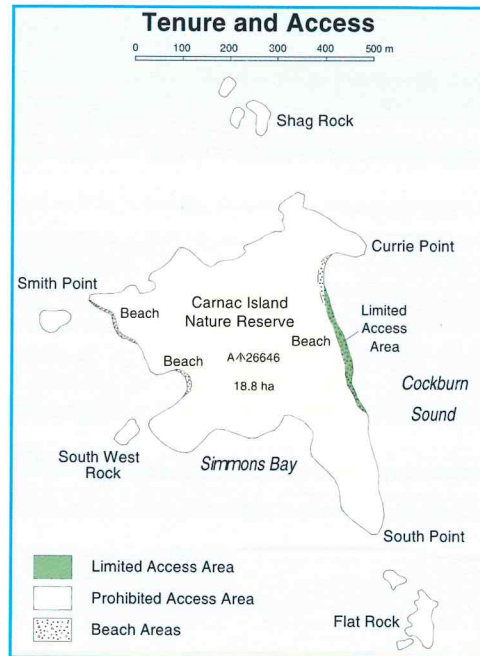 Tenure and Access
0 100 200 300 400 500 m
Shag Rock
Currie Point
Smith Point
Beach
Carnac Island
Nature Reserve
Limited
Access
Area
Beach
Beach
A 26646
18.8 ha
Cockburn
Sound
South West
Rock
Simmons Bay
South Point
Limited Access Area
Prohibited Access Area
Beach Areas
Flat Rock